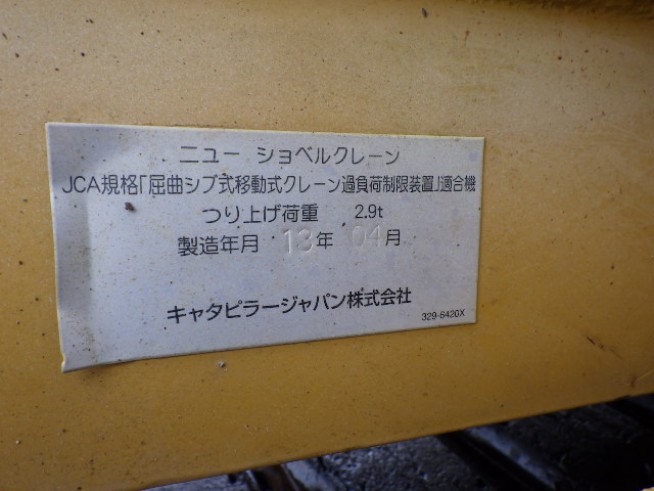 ニュー ショベルクレーン
JCA規格「屈曲ジブ式移動式クレーン過負荷制限装置」適合機
つり上げ荷重 2.9t
製造年月 13年 04月
キャタピラージャパン株式会社
329-6420X